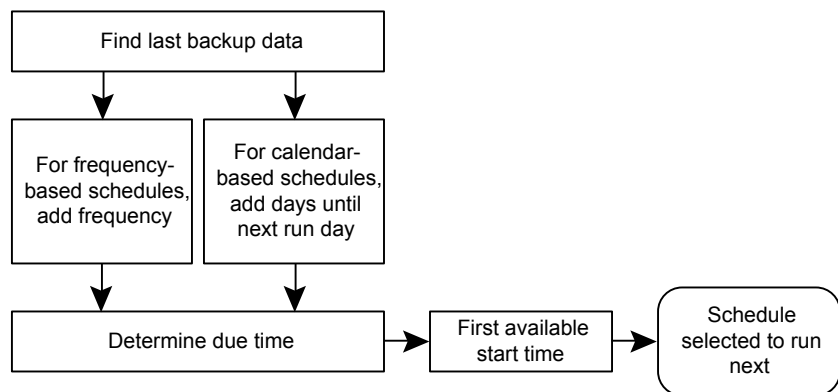 Find last backup data
For frequency-
based schedules,
add frequency
For calendar-
based schedules,
add days until
next run day
Determine due time
First available
start time
Schedule
selected to run
next